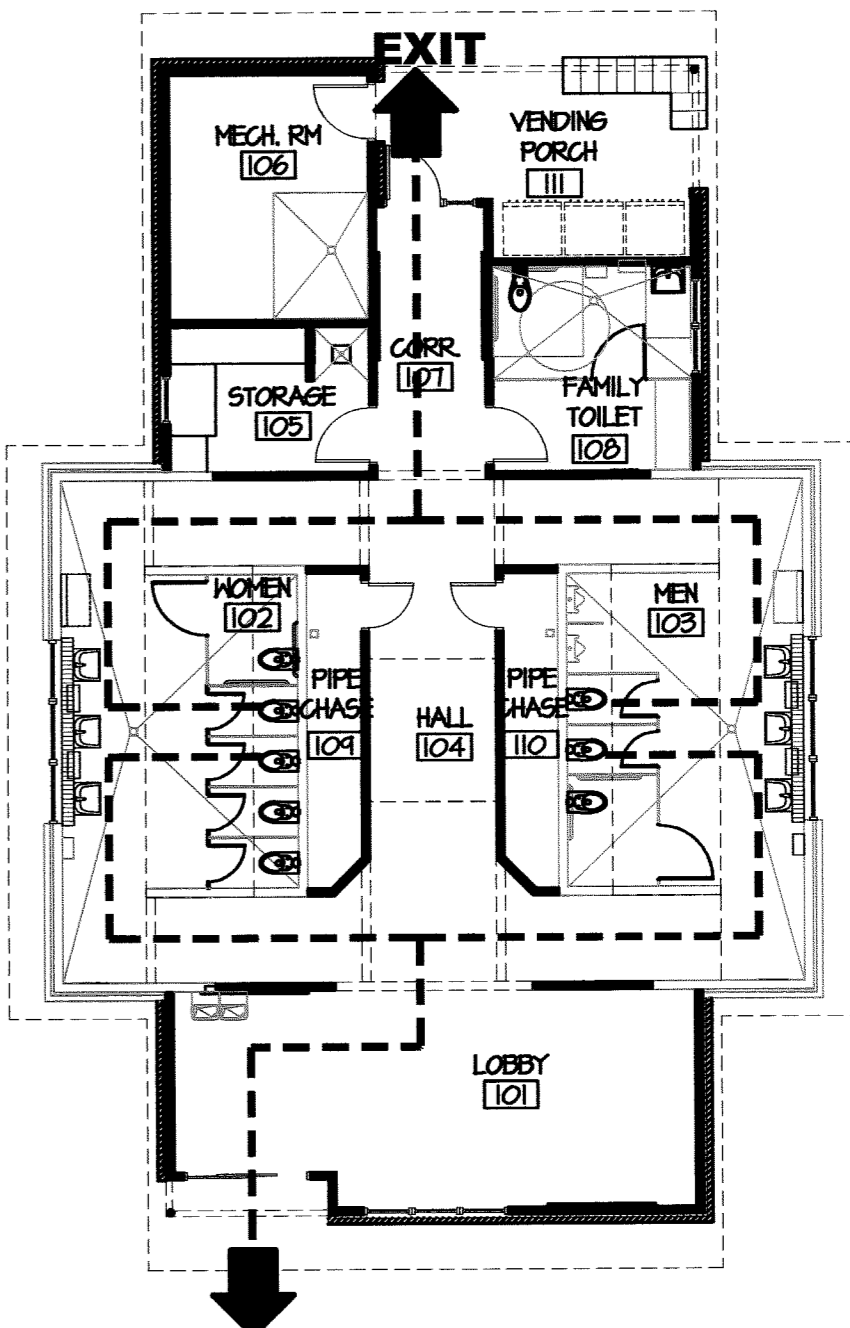 EXIT
MECH. RM
106
VENDING
PORCH
111
CORR.
107
STORAGE
105
FAMILY
TOILET
108
WOMEN
102
MEN
103
PIPE
CHASE
109
HALL
104
PIPE
CHASE
110
LOBBY
101